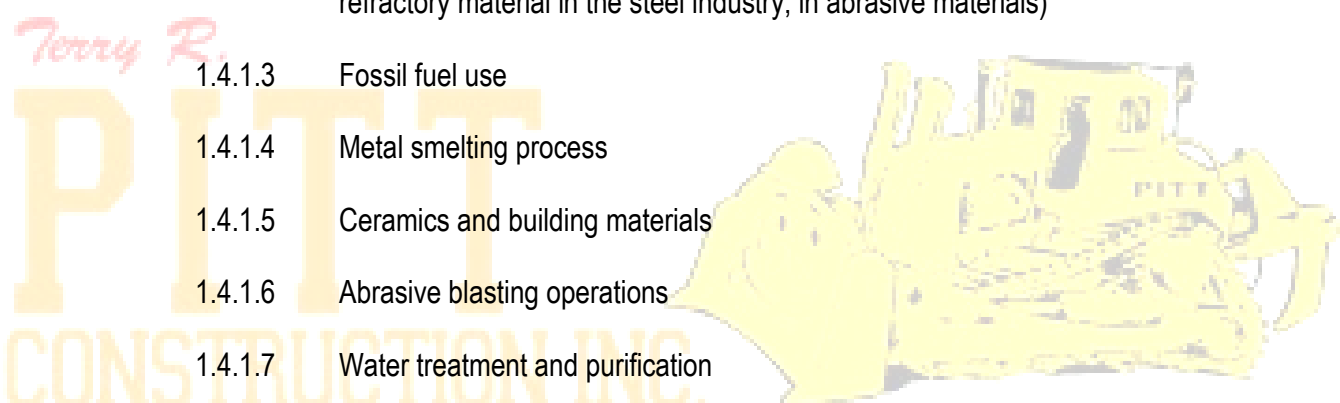 refractory material in the steel industry, in abrasive materials)
Terry R.
1.4.1.3 Fossil fuel use
PITT
1.4.1.4 Metal smelting process
PITT
1.4.1.5 Ceramics and building materials
1.4.1.6 Abrasive blasting operations
CONSTRUCTION INC.
1.4.1.7 Water treatment and purification